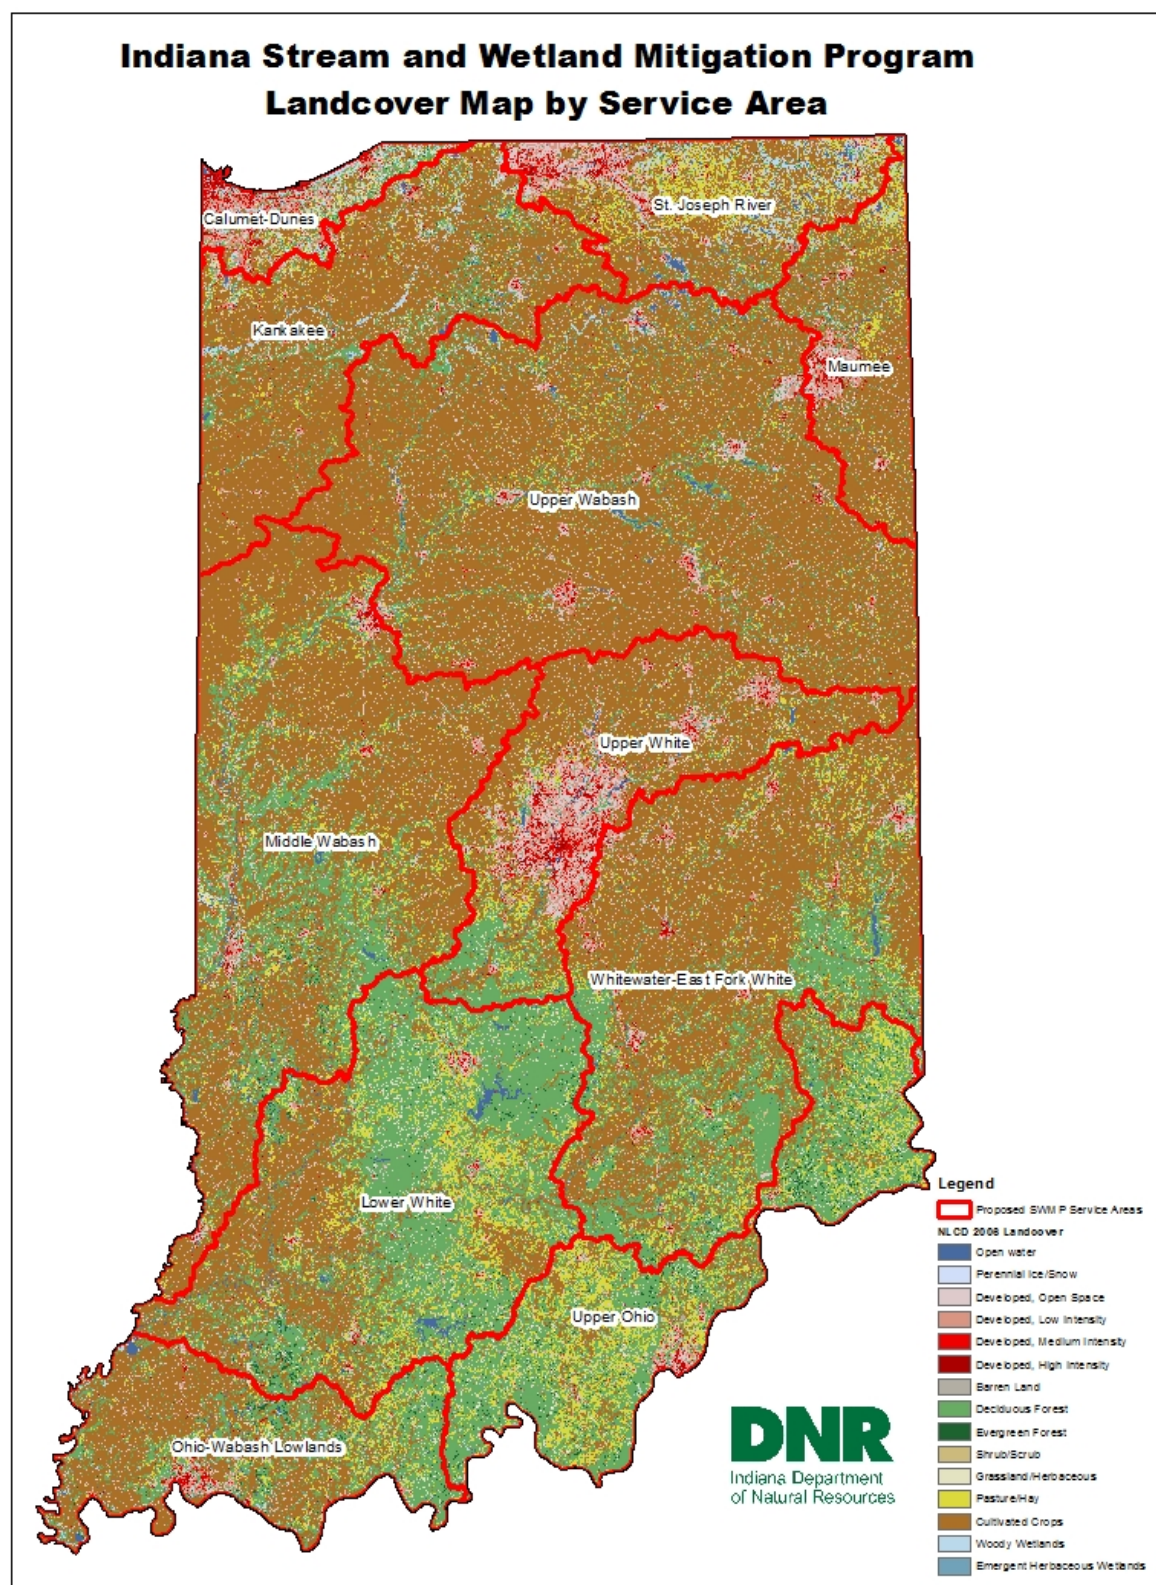 Indiana Stream and Wetland Mitigation Program
Landcover Map by Service Area
St. Joseph River
Calumet-Dunes
Kankakee
Maumee
Upper Wabash
Upper White
Middle Wabash
Whitewater-East Fork White
Lower White
Upper Ohio
Ohio-Wabash Lowlands
Legend
Proposed SWMP Service Areas
NLCD 2006 Landcover
Open water
Perennial Ice/Snow
Developed, Open Space
Developed, Low Intensity
Developed, Medium Intensity
Developed, High Intensity
Barren Land
Deciduous Forest
Evergreen Forest
Shrub/Scrub
Grassland/Herbaceous
Pasture/Hay
Cultivated Crops
Woody Wetlands
Emergent Herbaceous Wetlands
DNR
Indiana Department
of Natural Resources